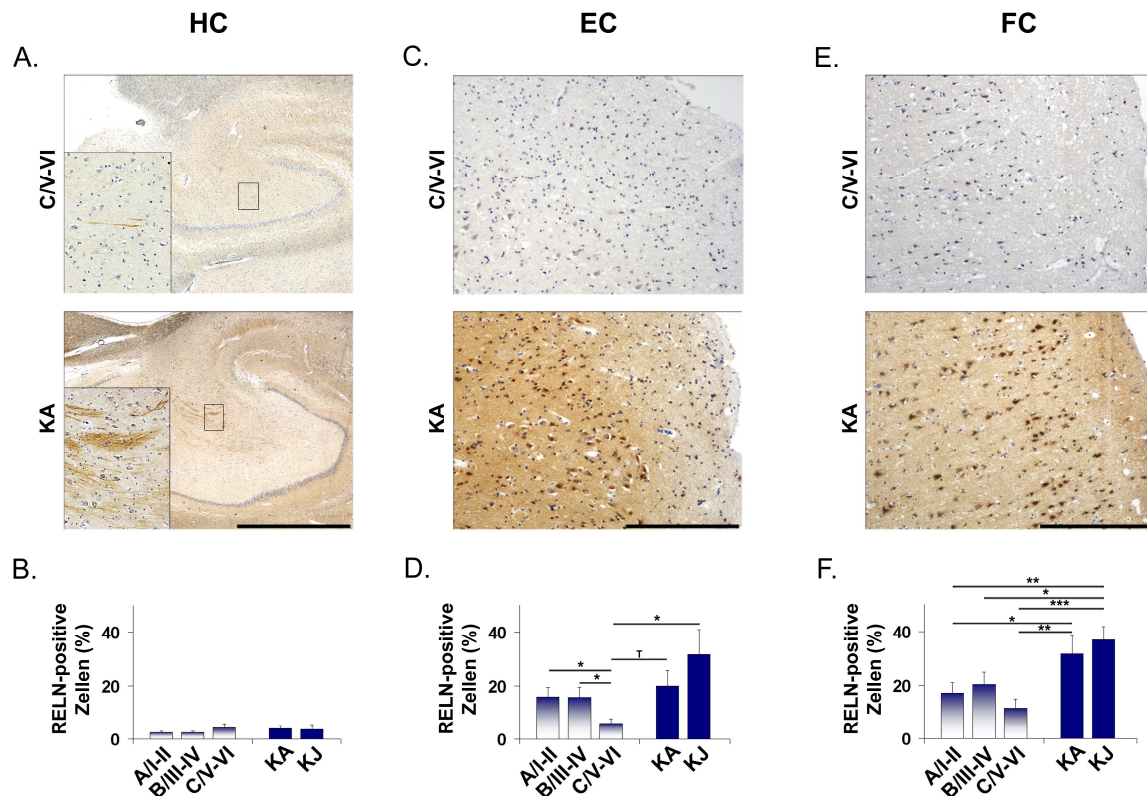 HC
EC
FC
A.
C.
E.
C/V-VI
C/V-VI
C/V-VI
KA
KA
KA
B.
D.
F.
RELN-positive
Zellen (%)
40
20
0
A/I-II
B/III-IV
C/V-VI
KA
KJ
RELN-positive
Zellen (%)
40
20
0
*
T
*
*
A/I-II
B/III-IV
C/V-VI
KA
KJ
RELN-positive
Zellen (%)
40
20
0
**
*
***
*
**
A/I-II
B/III-IV
C/V-VI
KA
KJ